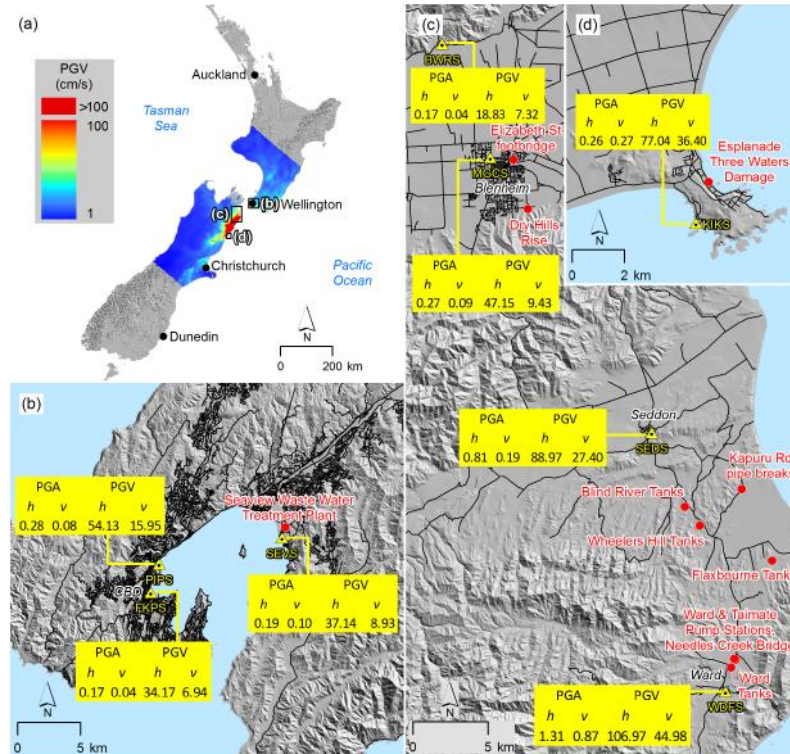 (a)
PGV
(cm/s)
>100
100
1
Auckland
Tasman
Sea
(b)
Wellington
(c)
(d)
Christchurch
Pacific
Ocean
Dunedin
N
0 200 km
(b)
PGA PGV
h v h v
0.28 0.08 54.13 15.95
Seaview Waste Water
Treatment Plant
SEVS
PIPS
CBD
FKPS
PGA PGV
h v h v
0.19 0.10 37.14 8.93
PGA PGV
h v h v
0.17 0.04 34.17 6.94
N
0 5 km
(c)
BWRS
PGA PGV
h v h v
0.17 0.04 18.83 7.32
Elizabeth St
footbridge
MGCS
Blenheim
Dry Hills
Rise
PGA PGV
h v h v
0.27 0.09 47.15 9.43
Seddon
PGA PGV
h v h v
0.81 0.19 88.97 27.40
SEDS
Kapuru Rd
pipe breaks
Blind River Tanks
Wheelers Hill Tanks
Flaxbourne Tank
Ward & Taimate
Pump Stations,
Needles Creek Bridge
Ward
Ward
Tanks
PGA PGV
h v h v
1.31 0.87 106.97 44.98
WDFS
N
0 5 km
(d)
PGA PGV
h v h v
0.26 0.27 77.04 36.40
Esplanade
Three Waters
Damage
KIKS
N
0 2 km